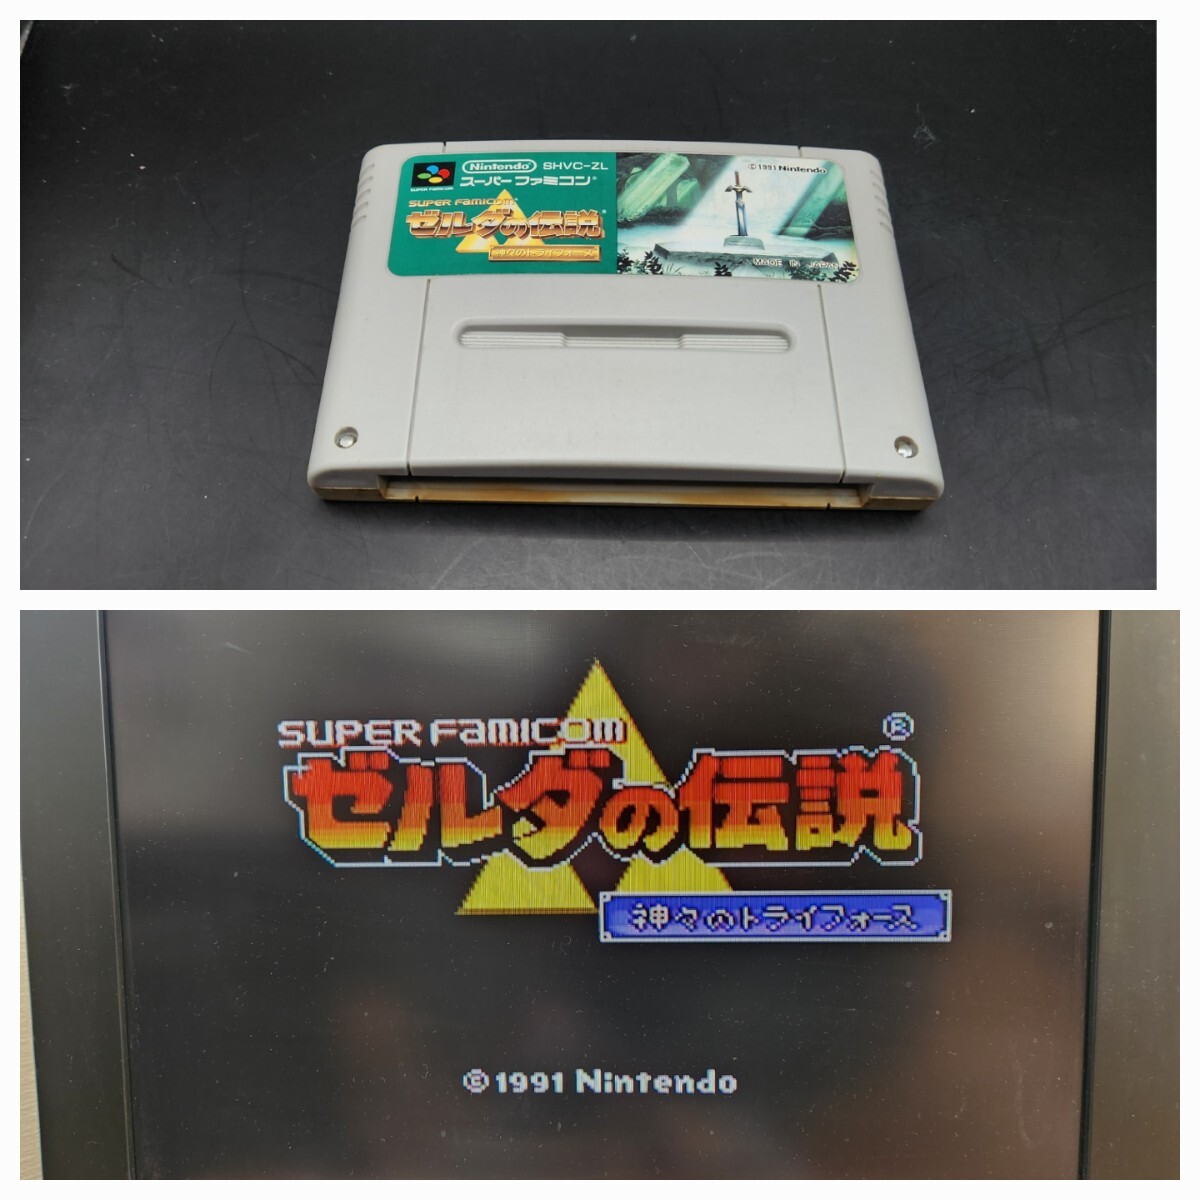 Nintendo SHVC-ZL
スーパーファミコン
SUPER FAMICOM
SUPER FAMICOM
ゼルダの伝説
神々のトライフォース
©1991 Nintendo
MADE IN JAPAN
SUPER FAMICOM ®
ゼルダの伝説
神々のトライフォース
©1991 Nintendo